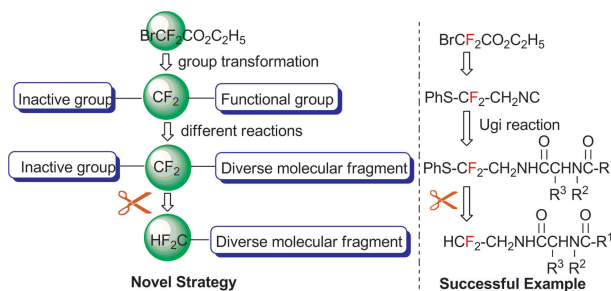 BrCF2CO2C2H5
group transformation
Inactive group
CF2
Functional group
different reactions
Inactive group
CF2
Diverse molecular fragment
HF2C
Diverse molecular fragment
Novel Strategy
BrCF2CO2C2H5
PhS-CF2-CH2NC
Ugi reaction
O O
PhS-CF2-CH2NHCCHNC-R1
R3 R2
O O
HCF2-CH2NHCCHNC-R1
R3 R2
Successful Example